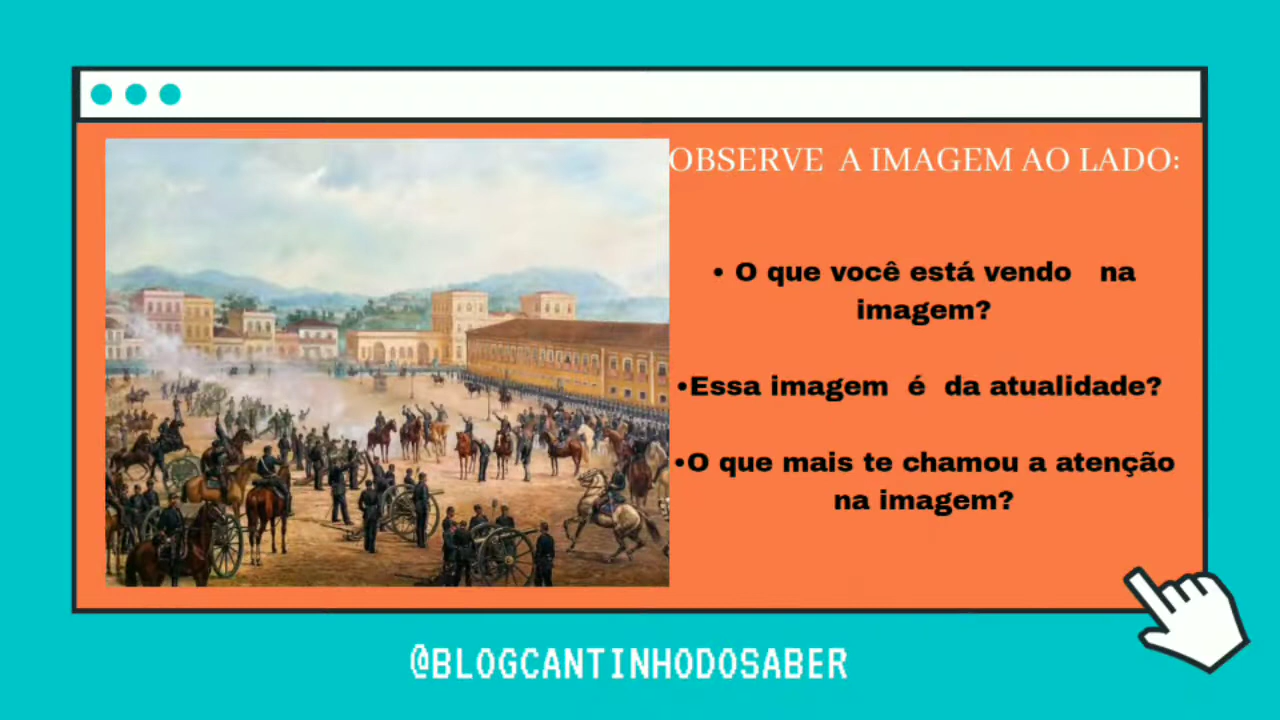 OBSERVE A IMAGEM AO LADO:
• O que você está vendo na
imagem?
•Essa imagem é da atualidade?
•O que mais te chamou a atenção
na imagem?
@BLOGCANTINHODOSABER